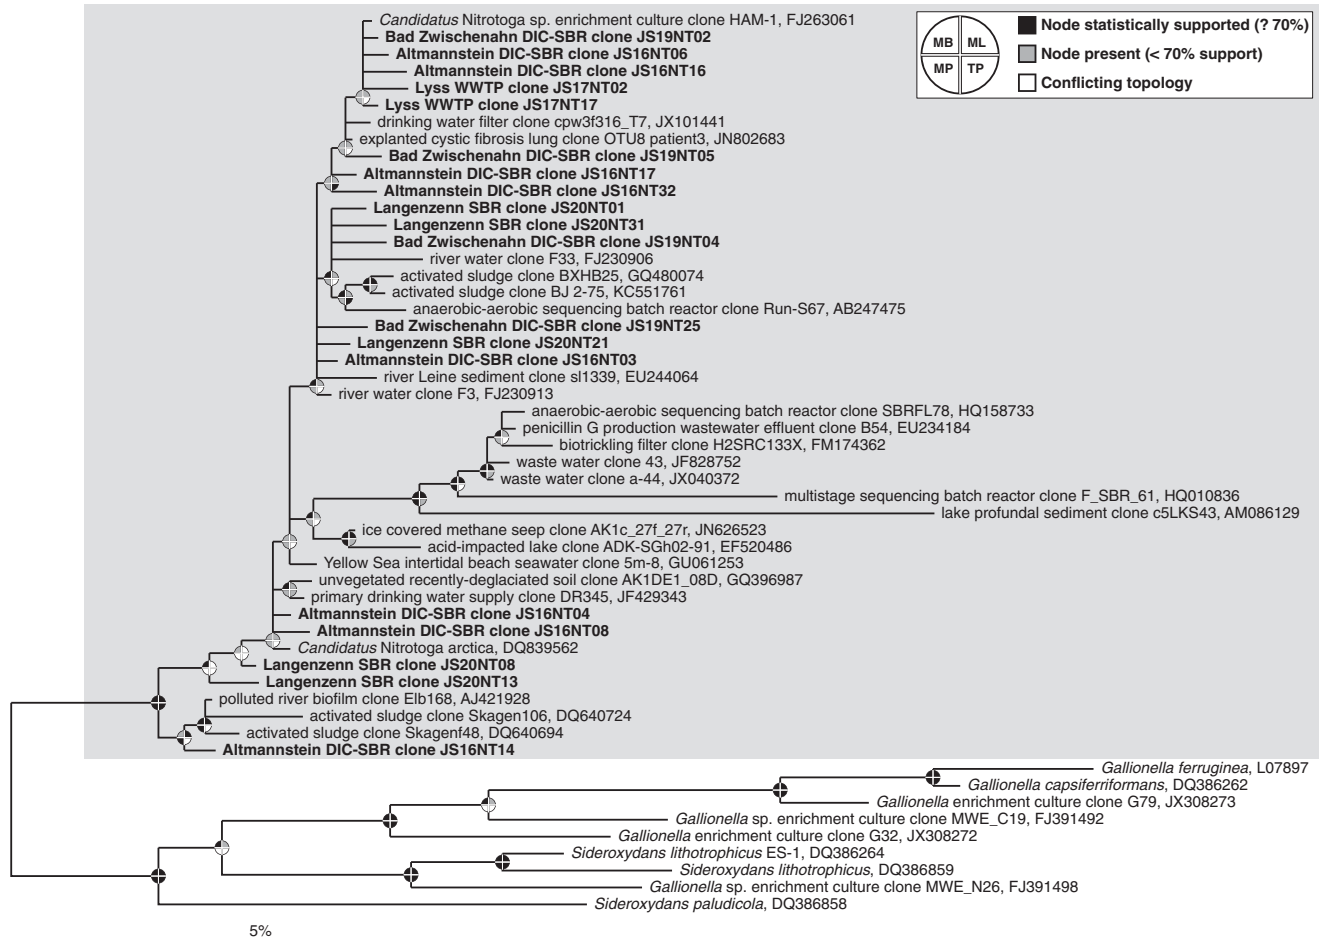 Candidatus Nitrotoga sp. enrichment culture clone HAM-1, FJ263061
Bad Zwischenahn DIC-SBR clone JS19NT02
Altmannstein DIC-SBR clone JS16NT06
Altmannstein DIC-SBR clone JS16NT16
Lyss WWTP clone JS17NT02
Lyss WWTP clone JS17NT17
drinking water filter clone cpw3f316_T7, JX101441
explanted cystic fibrosis lung clone OTU8 patient3, JN802683
Bad Zwischenahn DIC-SBR clone JS19NT05
Altmannstein DIC-SBR clone JS16NT17
Altmannstein DIC-SBR clone JS16NT32
Langenzenn SBR clone JS20NT01
Langenzenn SBR clone JS20NT31
Bad Zwischenahn DIC-SBR clone JS19NT04
river water clone F33, FJ230906
activated sludge clone BXHB25, GQ480074
activated sludge clone BJ 2-75, KC551761
anaerobic-aerobic sequencing batch reactor clone Run-S67, AB247475
Bad Zwischenahn DIC-SBR clone JS19NT25
Langenzenn SBR clone JS20NT21
Altmannstein DIC-SBR clone JS16NT03
river Leine sediment clone sl1339, EU244064
river water clone F3, FJ230913
anaerobic-aerobic sequencing batch reactor clone SBRFL78, HQ158733
penicillin G production wastewater effluent clone B54, EU234184
biotrickling filter clone H2SRC133X, FM174362
waste water clone 43, JF828752
waste water clone a-44, JX040372
multistage sequencing batch reactor clone F_SBR_61, HQ010836
lake profundal sediment clone c5LKS43, AM086129
ice covered methane seep clone AK1c_27f_27r, JN626523
acid-impacted lake clone ADK-SGh02-91, EF520486
Yellow Sea intertidal beach seawater clone 5m-8, GU061253
unvegetated recently-deglaciated soil clone AK1DE1_08D, GQ396987
primary drinking water supply clone DR345, JF429343
Altmannstein DIC-SBR clone JS16NT04
Altmannstein DIC-SBR clone JS16NT08
Candidatus Nitrotoga arctica, DQ839562
Langenzenn SBR clone JS20NT08
Langenzenn SBR clone JS20NT13
polluted river biofilm clone Elb168, AJ421928
activated sludge clone Skagen106, DQ640724
activated sludge clone Skagenf48, DQ640694
Altmannstein DIC-SBR clone JS16NT14
Gallionella ferruginea, L07897
Gallionella capsiferriformans, DQ386262
Gallionella enrichment culture clone G79, JX308273
Gallionella sp. enrichment culture clone MWE_C19, FJ391492
Gallionella enrichment culture clone G32, JX308272
Sideroxydans lithotrophicus ES-1, DQ386264
Sideroxydans lithotrophicus, DQ386859
Gallionella sp. enrichment culture clone MWE_N26, FJ391498
Sideroxydans paludicola, DQ386858
5%
MB ML
MP TP
Node statistically supported (? 70%)
Node present (< 70% support)
Conflicting topology